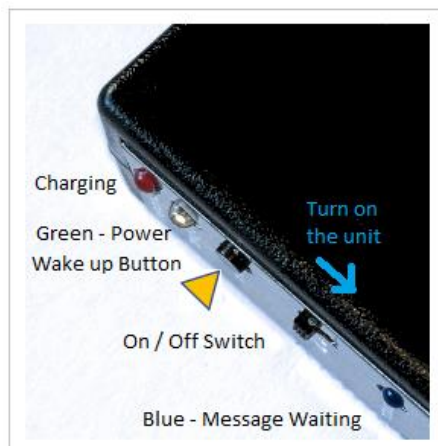 Charging
Green - Power
Wake up Button
On / Off Switch
Turn on
the unit
Blue - Message Waiting